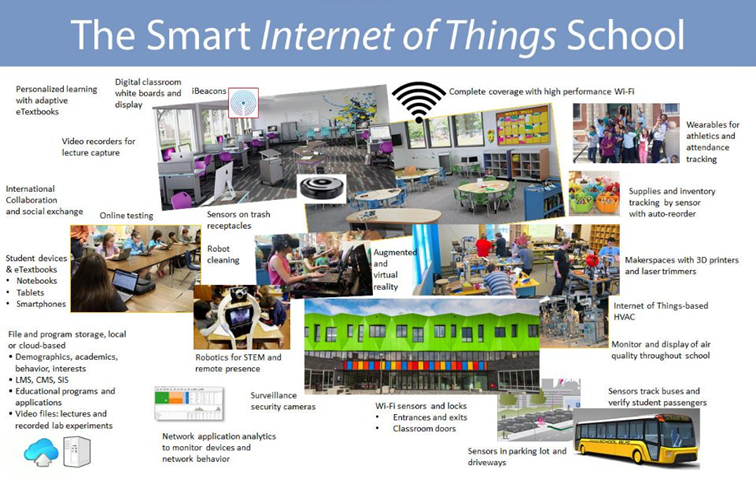 The Smart Internet of Things School
Personalized learning
with adaptive
eTextbooks
Digital classroom
white boards and
display
iBeacons
Complete coverage with high performance Wi-Fi
Video recorders for
lecture capture
Wearables for
athletics and
attendance
tracking
International
Collaboration
and social exchange
Online testing
Sensors on trash
receptacles
Supplies and inventory
tracking by sensor
with auto-reorder
Student devices
& eTextbooks
• Notebooks
• Tablets
• Smartphones
Robot
cleaning
Augmented
and
virtual
reality
Makerspaces with 3D printers
and laser trimmers
Internet of Things-based
HVAC
Monitor and display of air
quality throughout school
File and program storage, local
or cloud-based
• Demographics, academics,
behavior, interests
• LMS, CMS, SIS
• Educational programs and
applications
• Video files: lectures and
recorded lab experiments
Robotics for STEM and
remote presence
Surveillance
security cameras
Network application analytics
to monitor devices and
network behavior
Wi-Fi sensors and locks
• Entrances and exits
• Classroom doors
Sensors track buses and
verify student passengers
Sensors in parking lot and
driveways
SCHOOL BUS